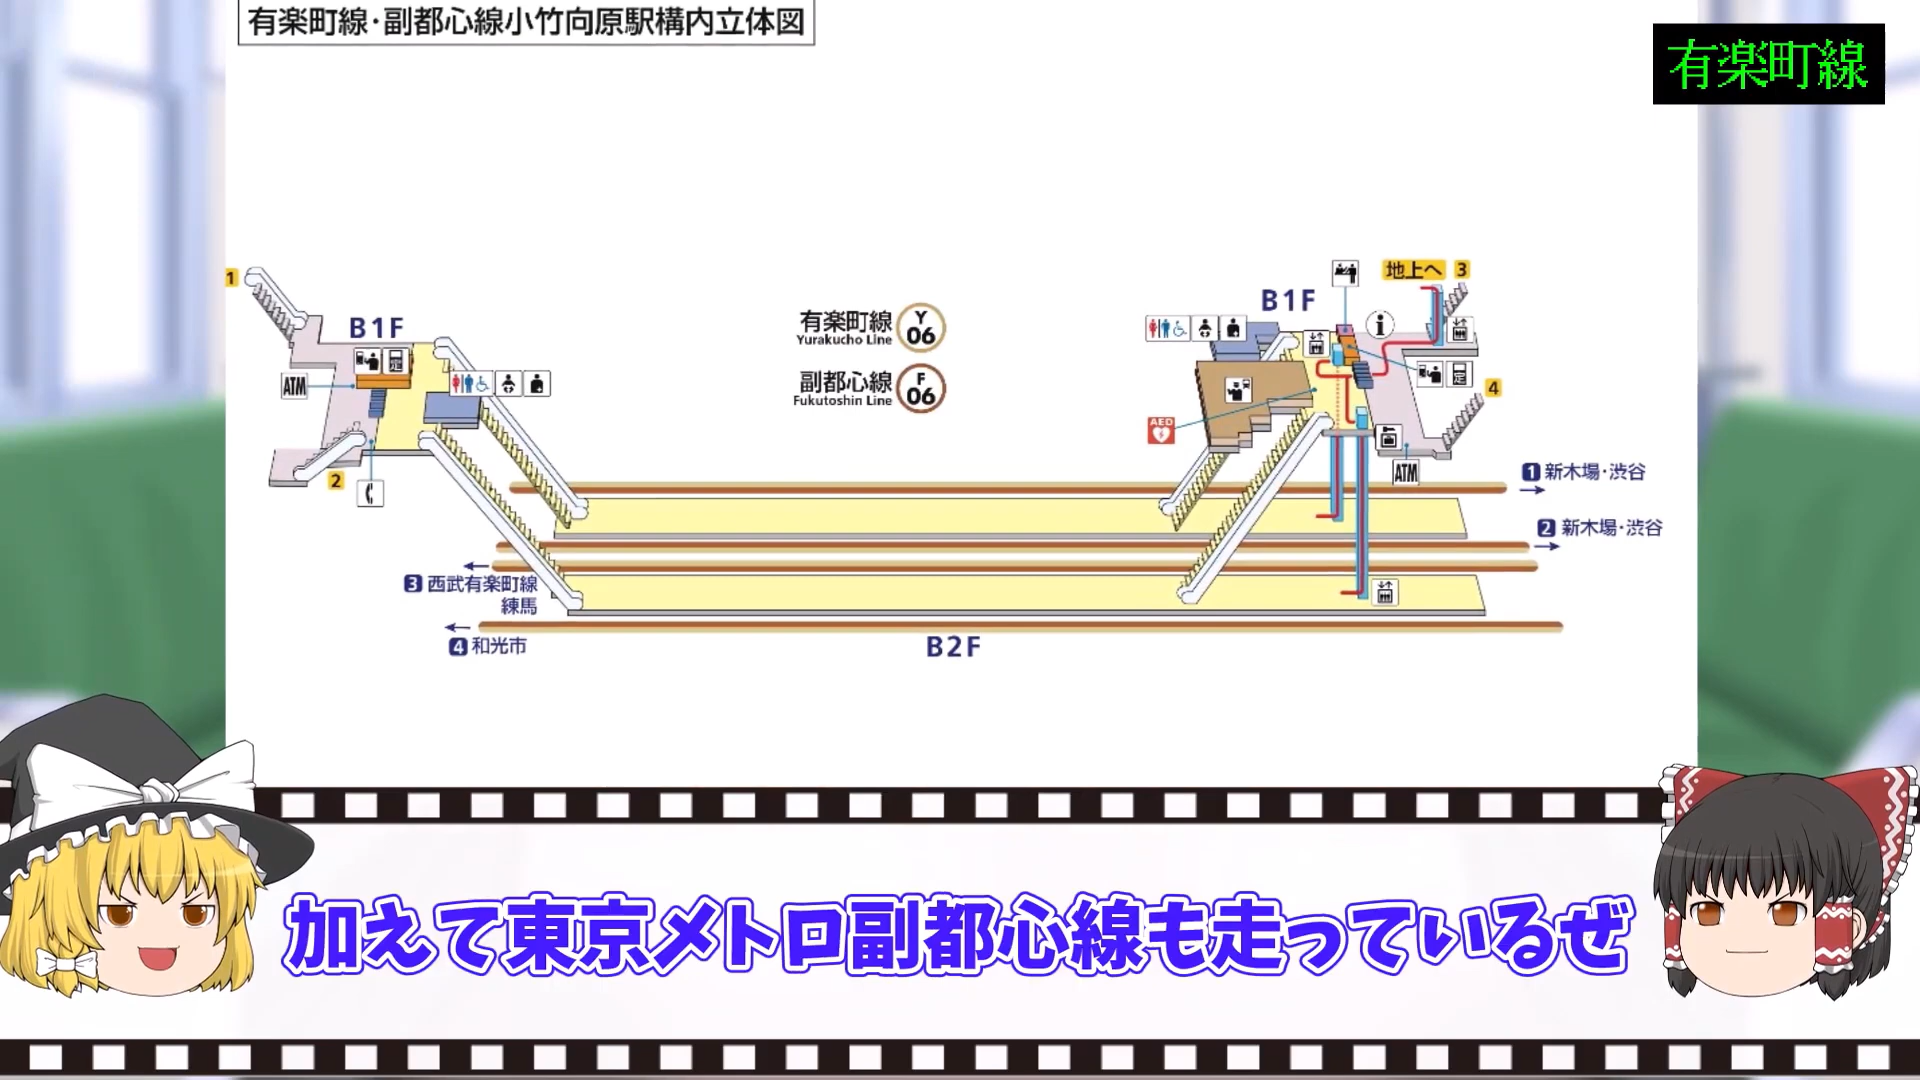 有楽町線・副都心線小竹向原駅構内立体図
有楽町線
1
B1F
ATM
2
有楽町線
Yurakucho Line
Y
06
副都心線
Fukutoshin Line
F
06
B1F
地上へ 3
4
AED
ATM
1 新木場・渋谷
2 新木場・渋谷
3 西武有楽町線
練馬
4 和光市
B2F
加えて東京メトロ副都心線も走っているぜ